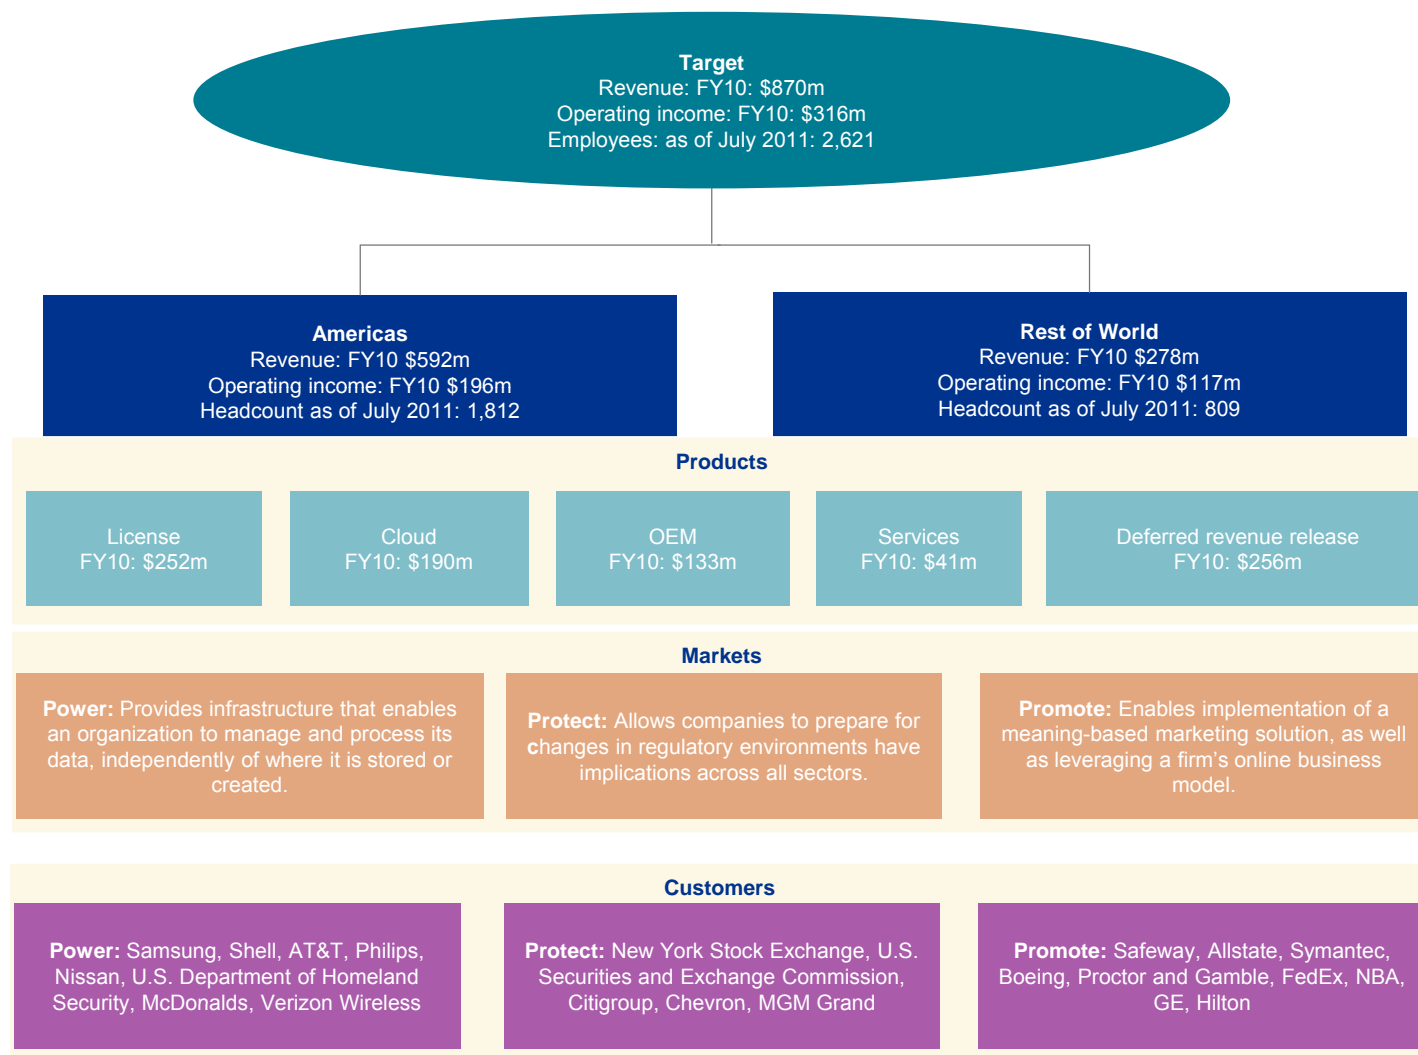 Target
Revenue: FY10: $870m
Operating income: FY10: $316m
Employees: as of July 2011: 2,621
Americas
Revenue: FY10 $592m
Operating income: FY10 $196m
Headcount as of July 2011: 1,812
Rest of World
Revenue: FY10 $278m
Operating income: FY10 $117m
Headcount as of July 2011: 809
Products
License
FY10: $252m
Cloud
FY10: $190m
OEM
FY10: $133m
Services
FY10: $41m
Deferred revenue release
FY10: $256m
Markets
Power: Provides infrastructure that enables
an organization to manage and process its
data, independently of where it is stored or
created.
Protect: Allows companies to prepare for
changes in regulatory environments have
implications across all sectors.
Promote: Enables implementation of a
meaning-based marketing solution, as well
as leveraging a firm’s online business
model.
Customers
Power: Samsung, Shell, AT&T, Philips,
Nissan, U.S. Department of Homeland
Security, McDonalds, Verizon Wireless
Protect: New York Stock Exchange, U.S.
Securities and Exchange Commission,
Citigroup, Chevron, MGM Grand
Promote: Safeway, Allstate, Symantec,
Boeing, Proctor and Gamble, FedEx, NBA,
GE, Hilton